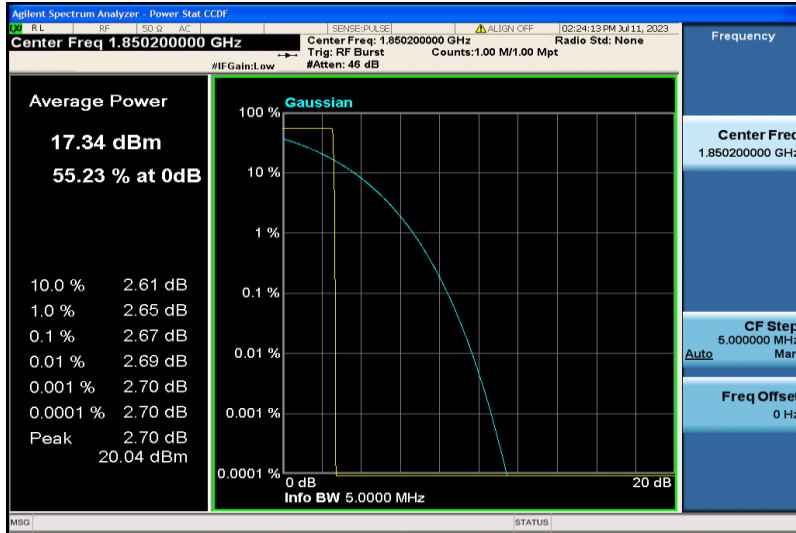 Agilent Spectrum Analyzer - Power Stat CCDF
LXI RL RF 50 Ω AC SENSE:PULSE ALIGN OFF 02:24:13 PM Jul 11, 2023
Center Freq 1.850200000 GHz
Center Freq: 1.850200000 GHz Radio Std: None
Trig: RF Burst Counts:1.00 M/1.00 Mpt
#IFGain:Low #Atten: 46 dB
Frequency
Center Freq
1.850200000 GHz
CF Step
5.000000 MHz
Auto Man
Freq Offset
0 Hz
Average Power
17.34 dBm
55.23 % at 0dB
10.0 % 2.61 dB
1.0 % 2.65 dB
0.1 % 2.67 dB
0.01 % 2.69 dB
0.001 % 2.70 dB
0.0001 % 2.70 dB
Peak 2.70 dB
20.04 dBm
Gaussian
100 %
10 %
1 %
0.1 %
0.01 %
0.001 %
0.0001 %
0 dB 20 dB
Info BW 5.0000 MHz
MSG STATUS